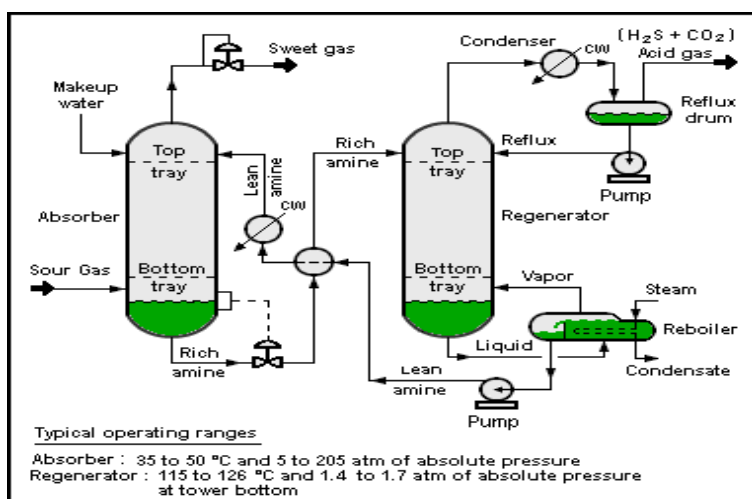 Sweet gas
Makeup
water
Absorber
Sour Gas
Top
tray
Bottom
tray
Rich
amine
Lean
amine
CW
Rich
amine
Condenser
CW
(H₂S + CO₂)
Acid gas
Reflux
drum
Reflux
Pump
Top
tray
Regenerator
Bottom
tray
Vapor
Steam
Reboiler
Liquid
Condensate
Lean
amine
Pump
Typical operating ranges
Absorber : 35 to 50 °C and 5 to 205 atm of absolute pressure
Regenerator : 115 to 126 °C and 1.4 to 1.7 atm of absolute pressure
at tower bottom